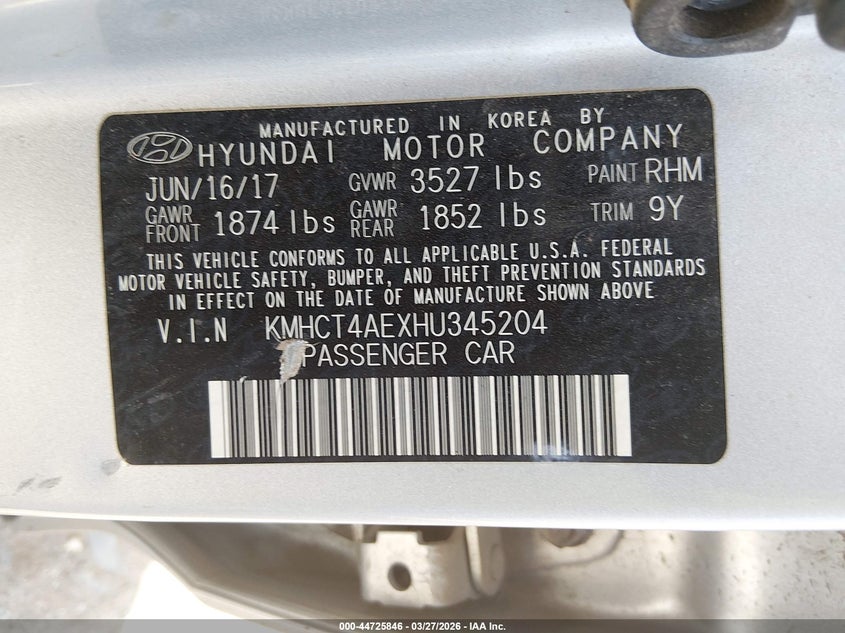 MANUFACTURED IN KOREA BY
HYUNDAI MOTOR COMPANY
JUN/16/17 GVWR 3527 lbs PAINT RHM
GAWR FRONT 1874 lbs GAWR REAR 1852 lbs TRIM 9Y
THIS VEHICLE CONFORMS TO ALL APPLICABLE U.S.A. FEDERAL
MOTOR VEHICLE SAFETY, BUMPER, AND THEFT PREVENTION STANDARDS
IN EFFECT ON THE DATE OF MANUFACTURE SHOWN ABOVE
V.I.N KMHCT4AEXHU345204
PASSENGER CAR
000-44725846 - 03/27/2026 - IAA Inc.